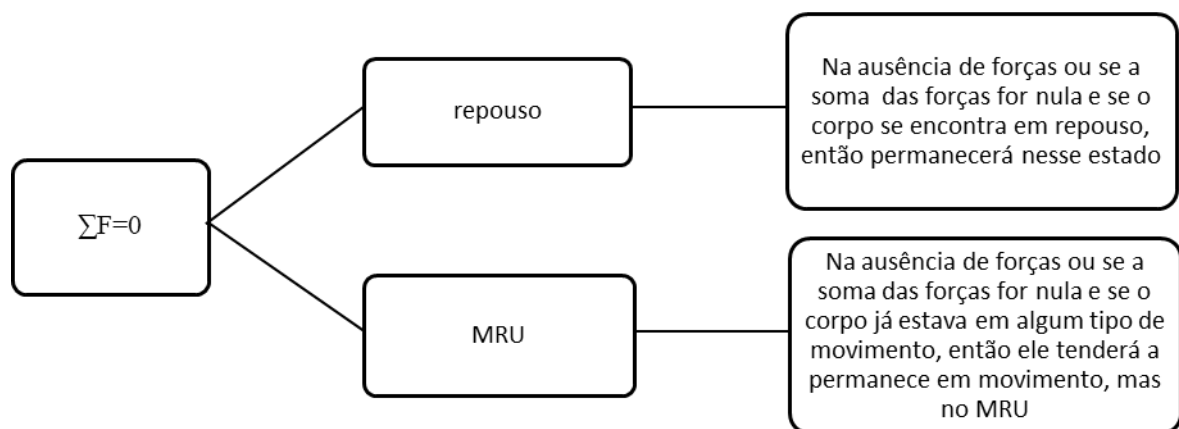 ∑F=0
repouso
Na ausência de forças ou se a
soma das forças for nula e se o
corpo se encontra em repouso,
então permanecerá nesse estado
MRU
Na ausência de forças ou se a
soma das forças for nula e se o
corpo já estava em algum tipo de
movimento, então ele tenderá a
permanece em movimento, mas
no MRU